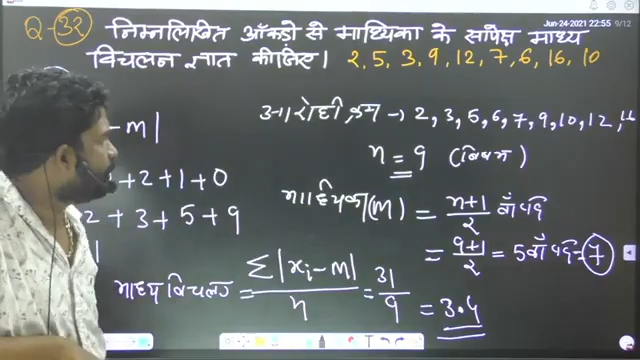 Jun-24-2021 22:55 9/12
Q-32 निम्नलिखित आँकड़ो से माध्यिका के सापेक्ष माध्य
विचलन ज्ञात कीजिए। 2, 5, 3, 9, 12, 7, 6, 16, 10
आरोही क्रम → 2, 3, 5, 6, 7, 9, 10, 12, 16
- m|
n = 9 (विषम)
+ 2 + 1 + 0
माध्यिका (M) = n+1/2 वाँ पद
2 + 3 + 5 + 9
= 9+1/2 = 5वाँ पद = 7
माध्य विचलन = Σ|xi - M|/n = 31/9 = 3.4